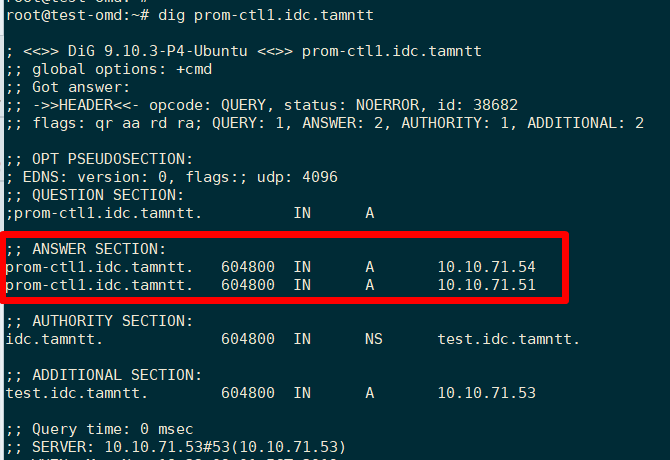 root@test-omd:~# dig prom-ctl1.idc.tamntt
; <<>> DiG 9.10.3-P4-Ubuntu <<>> prom-ctl1.idc.tamntt
;; global options: +cmd
;; Got answer:
;; ->>HEADER<<- opcode: QUERY, status: NOERROR, id: 38682
;; flags: qr aa rd ra; QUERY: 1, ANSWER: 2, AUTHORITY: 1, ADDITIONAL: 2
;; OPT PSEUDOSECTION:
; EDNS: version: 0, flags:; udp: 4096
;; QUESTION SECTION:
;prom-ctl1.idc.tamntt. IN A
;; ANSWER SECTION:
prom-ctl1.idc.tamntt. 604800 IN A 10.10.71.54
prom-ctl1.idc.tamntt. 604800 IN A 10.10.71.51
;; AUTHORITY SECTION:
idc.tamntt. 604800 IN NS test.idc.tamntt.
;; ADDITIONAL SECTION:
test.idc.tamntt. 604800 IN A 10.10.71.53
;; Query time: 0 msec
;; SERVER: 10.10.71.53#53(10.10.71.53)